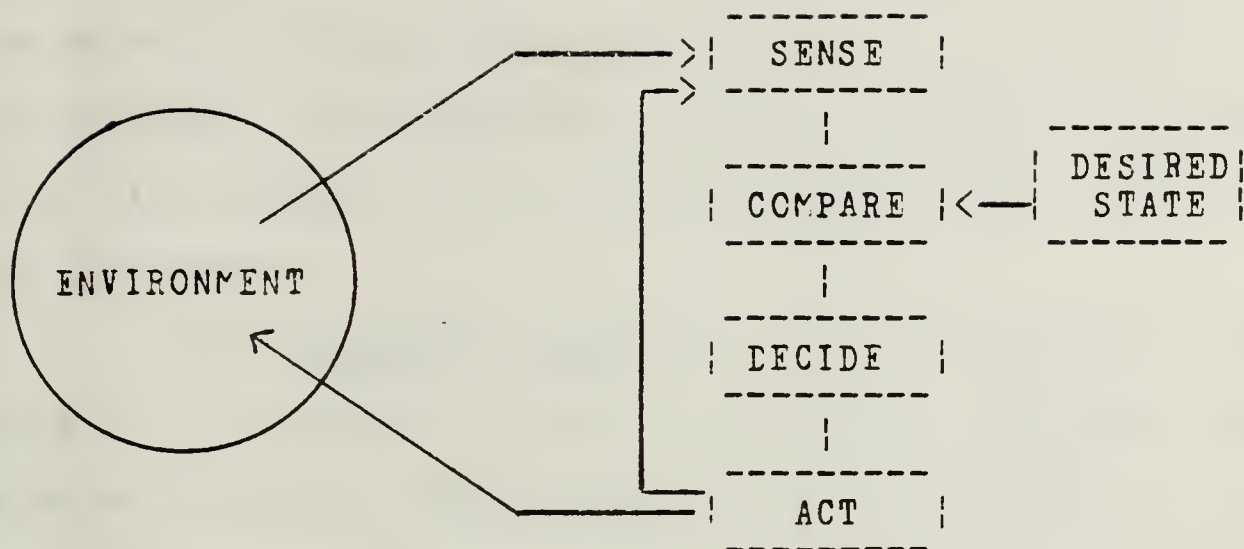 SENSE
COMPARE
DESIRED
STATE
ENVIRONMENT
DECIDE
ACT